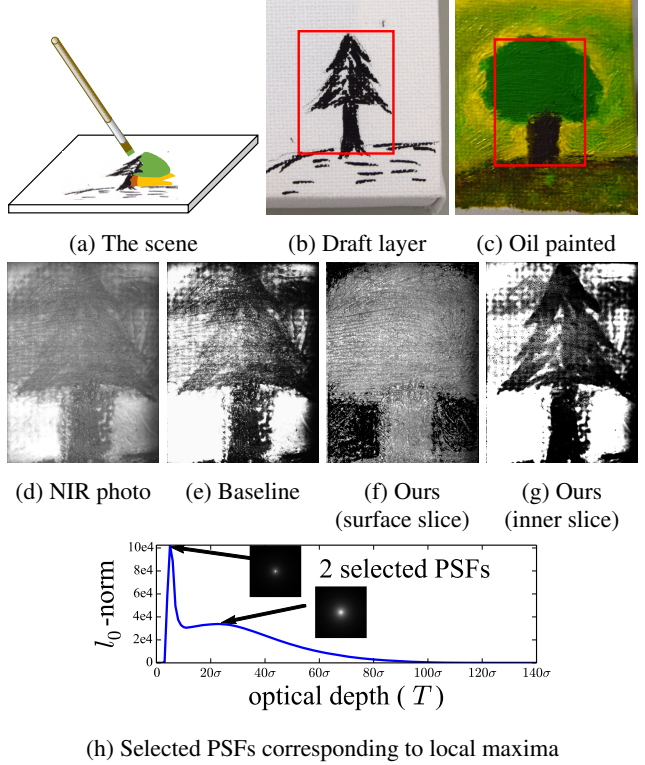 (a) The scene
(b) Draft layer
(c) Oil painted
(d) NIR photo
(e) Baseline
(f) Ours
(surface slice)
(g) Ours
(inner slice)
10e4
8e4
6e4
4e4
2e4
0
l₀-norm
2 selected PSFs
0 20σ 40σ 60σ 80σ 100σ 120σ 140σ
optical depth ( T )
(h) Selected PSFs corresponding to local maxima